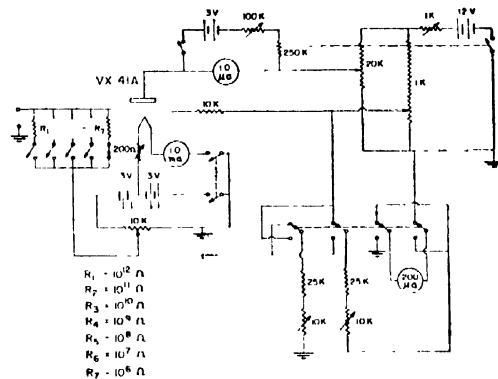 3V
100K
12V
1K
250K
10
μa
20K
1K
VX 41A
10K
R₁
R₇
200Ω
10
ma
3V
3V
10K
25K
25K
200
μa
10K
10K
R₁ = 10¹² Ω
R₂ = 10¹¹ Ω
R₃ = 10¹⁰ Ω
R₄ = 10⁹ Ω
R₅ = 10⁸ Ω
R₆ = 10⁷ Ω
R₇ = 10⁶ Ω